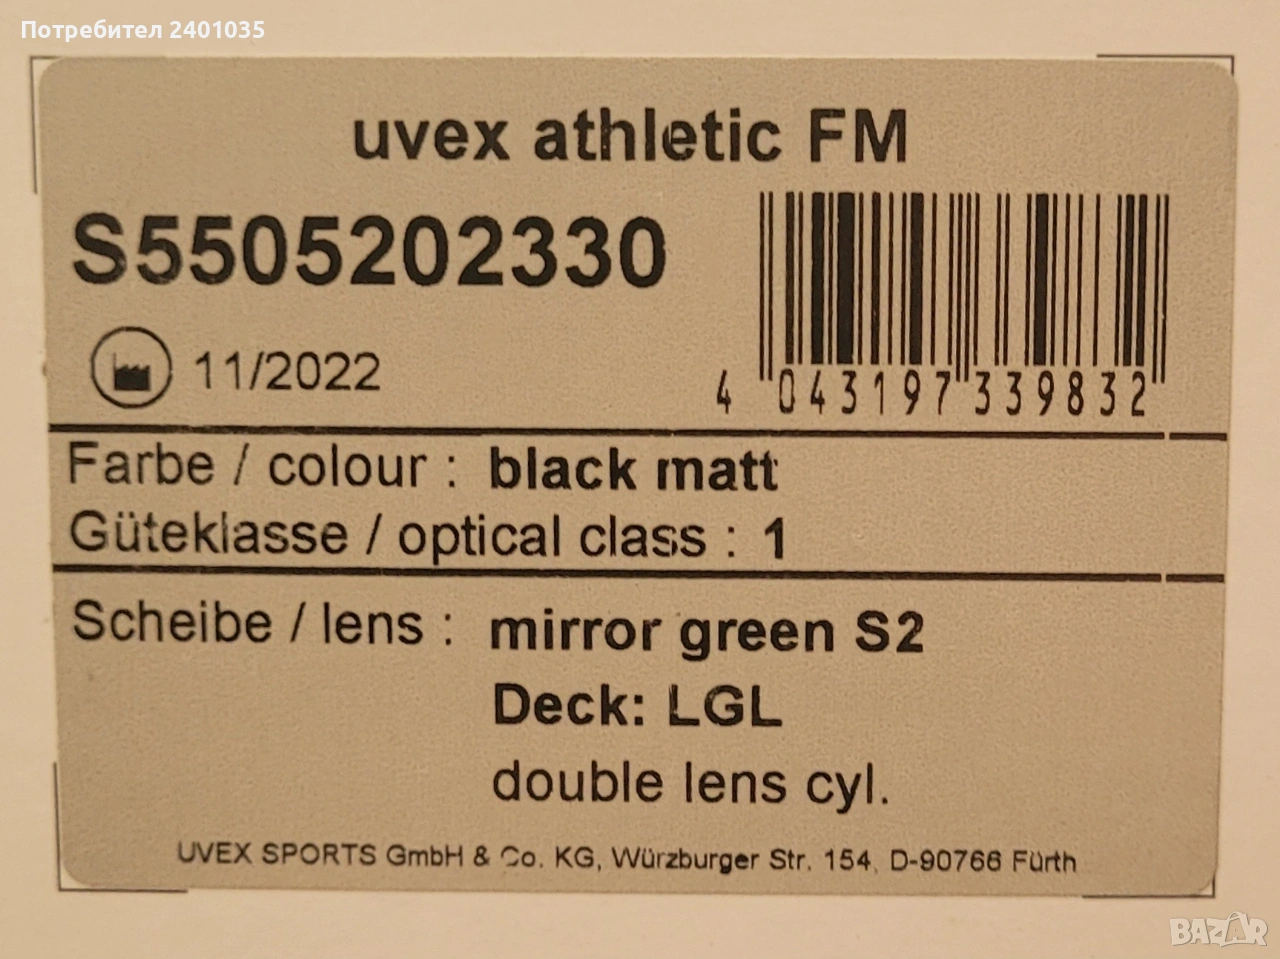 Потребител 2401035
uvex athletic FM
S5505202330
11/2022
4 043197 339832
Farbe / colour : black matt
Güteklasse / optical class : 1
Scheibe / lens : mirror green S2
Deck: LGL
double lens cyl.
UVEX SPORTS GmbH & Co. KG, Würzburger Str. 154, D-90766 Fürth
BAZAR